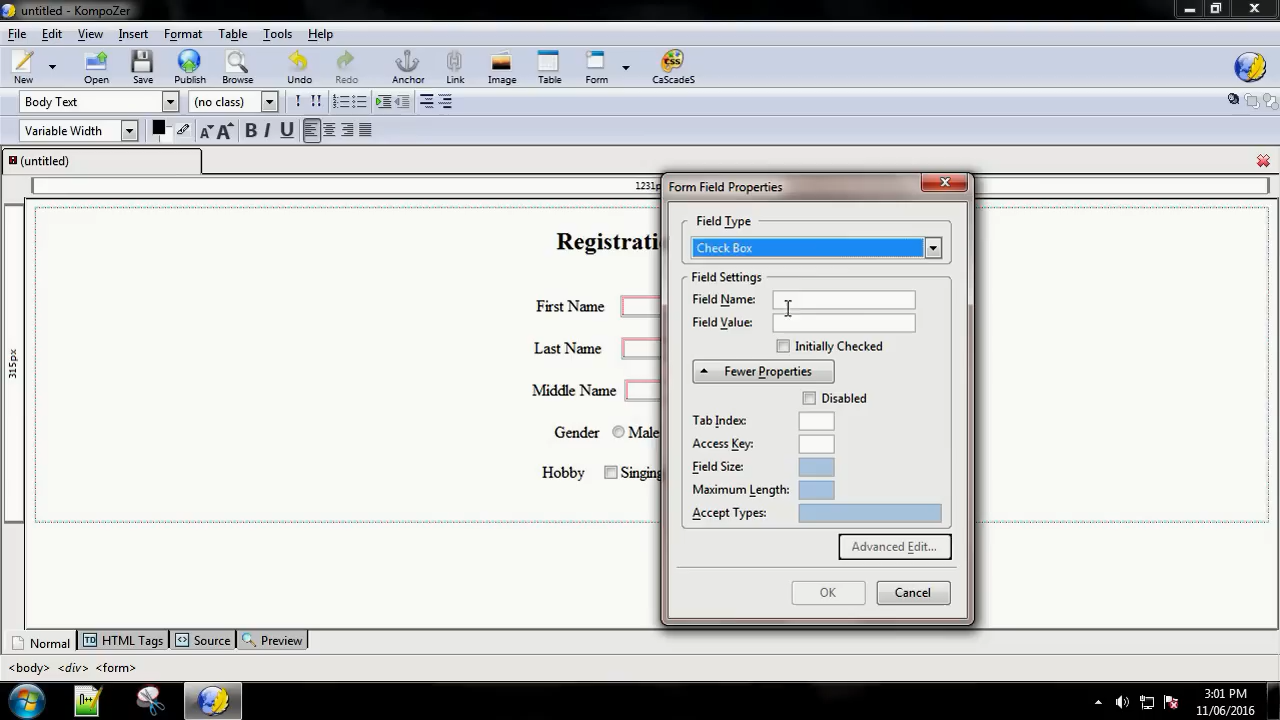 untitled - KompoZer
File Edit View Insert Format Table Tools Help
New Open Save Publish Browse Undo Redo Anchor Link Image Table Form CaScadeS
Body Text (no class)
Variable Width
(untitled)
Form Field Properties
Field Type
Check Box
Field Settings
Field Name:
Field Value:
Initially Checked
Fewer Properties
Disabled
Tab Index:
Access Key:
Field Size:
Maximum Length:
Accept Types:
Advanced Edit...
OK Cancel
315px
First Name
Last Name
Middle Name
Gender Male
Hobby Singing
Normal HTML Tags Source Preview
<body> <div> <form>
3:01 PM
11/06/2016